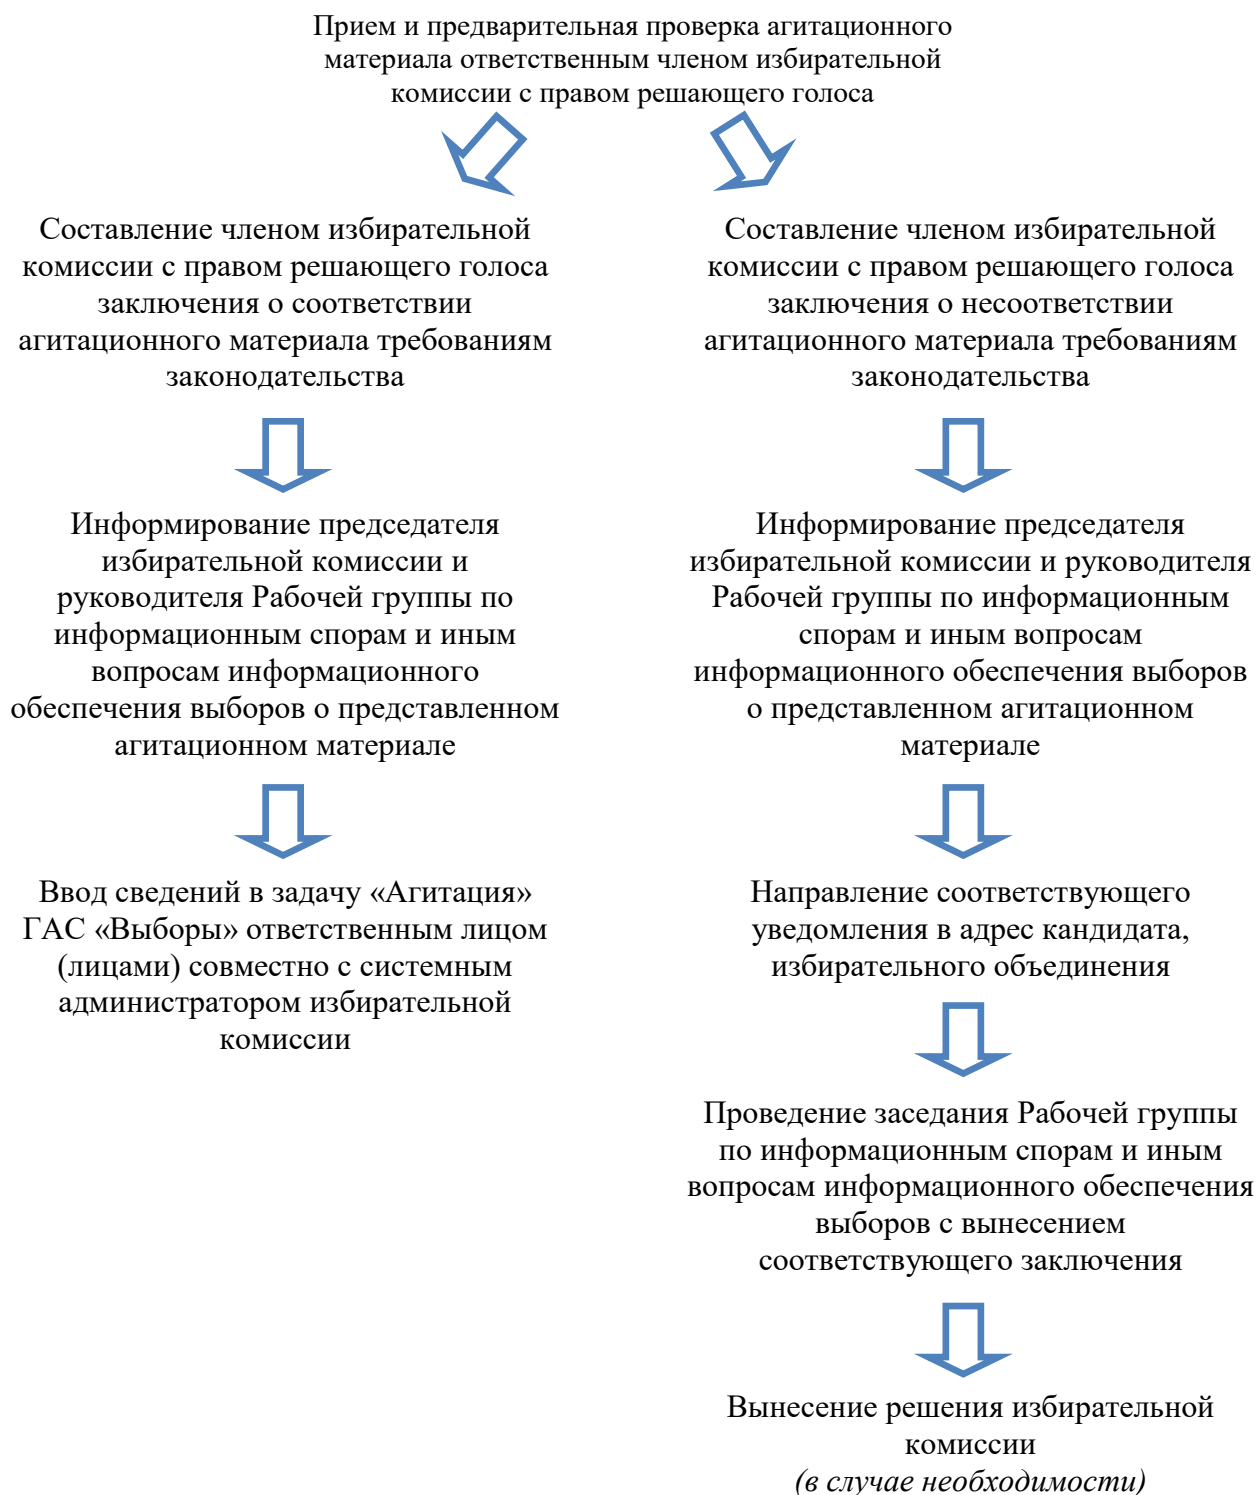 Прием и предварительная проверка агитационного
материала ответственным членом избирательной
комиссии с правом решающего голоса
Составление членом избирательной
комиссии с правом решающего голоса
заключения о соответствии
агитационного материала требованиям
законодательства
Информирование председателя
избирательной комиссии и
руководителя Рабочей группы по
информационным спорам и иным
вопросам информационного
обеспечения выборов о представленном
агитационном материале
Ввод сведений в задачу «Агитация»
ГАС «Выборы» ответственным лицом
(лицами) совместно с системным
администратором избирательной
комиссии
Составление членом избирательной
комиссии с правом решающего голоса
заключения о несоответствии
агитационного материала требованиям
законодательства
Информирование председателя
избирательной комиссии и руководителя
Рабочей группы по информационным
спорам и иным вопросам
информационного обеспечения выборов
о представленном агитационном
материале
Направление соответствующего
уведомления в адрес кандидата,
избирательного объединения
Проведение заседания Рабочей группы
по информационным спорам и иным
вопросам информационного обеспечения
выборов с вынесением
соответствующего заключения
Вынесение решения избирательной
комиссии
(в случае необходимости)